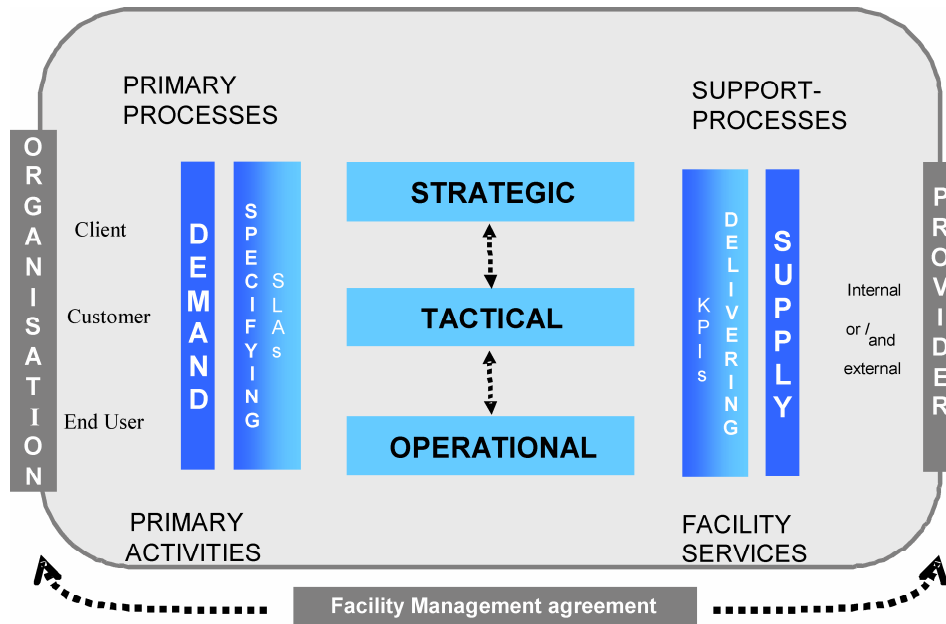 PRIMARY
PROCESSES
SUPPORT-
PROCESSES
ORGANISATION
Client
Customer
End User
DEMAND
SPECIFYING
SLAs
STRATEGIC
TACTICAL
OPERATIONAL
KPIs
DELIVERING
SUPPLY
Internal
or /and
external
PROVIDER
PRIMARY
ACTIVITIES
FACILITY
SERVICES
Facility Management agreement